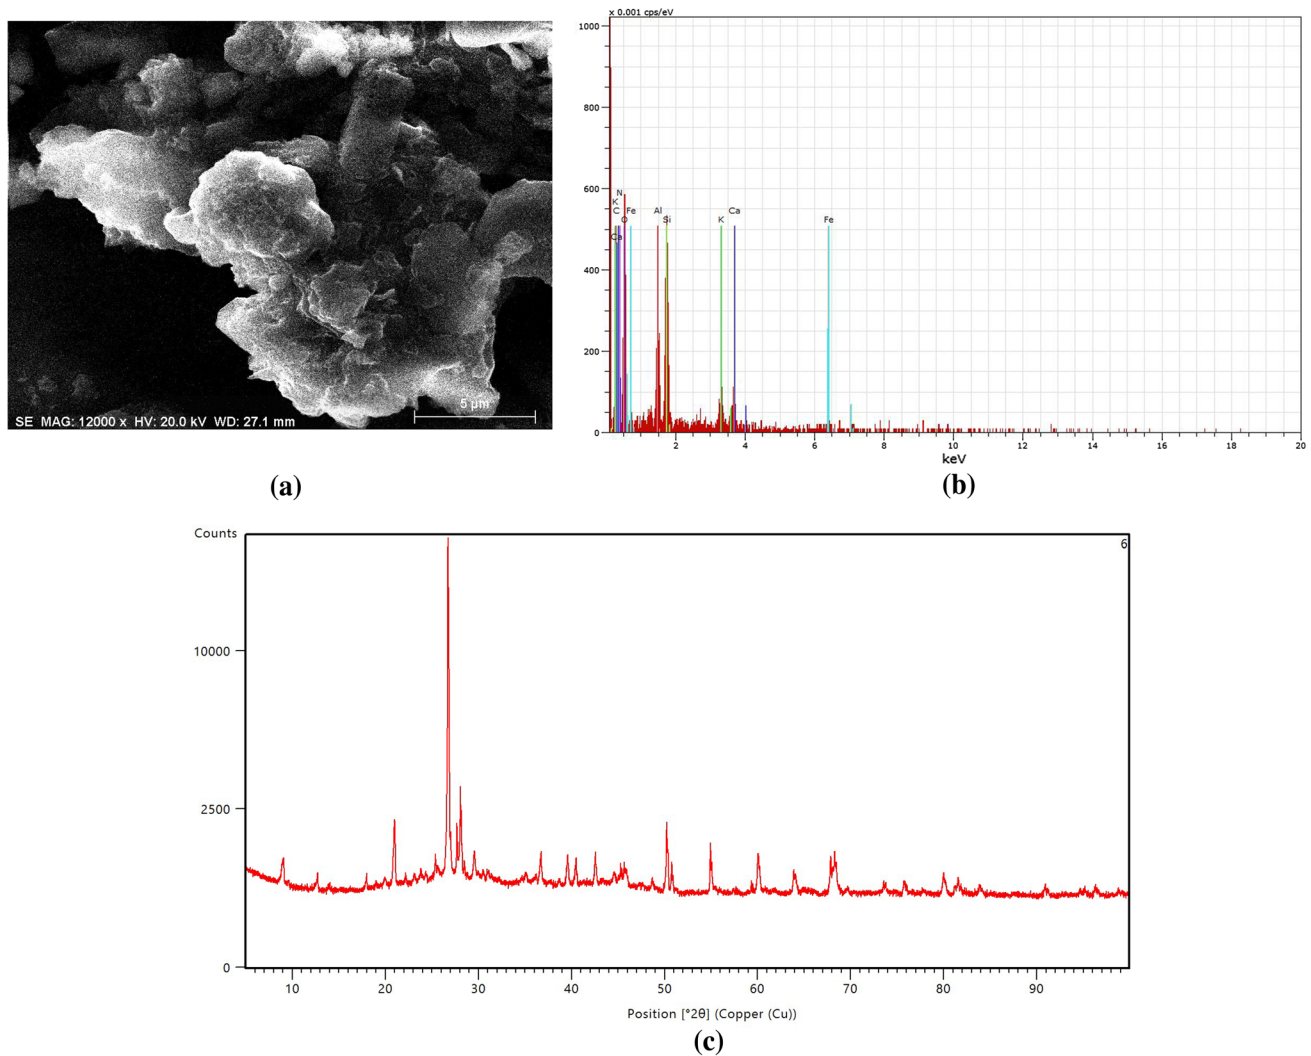 SE MAG: 12000 x HV: 20.0 kV WD: 27.1 mm
5 µm
(a)
x 0.001 cps/eV
1000
800
600
400
200
0
N
K
C
Fe
O
Ca
Al
Si
K
Ca
Fe
2 4 6 8 10 12 14 16 18 20
keV
(b)
Counts
6
10000
2500
0
10 20 30 40 50 60 70 80 90
Position [°2θ] (Copper (Cu))
(c)